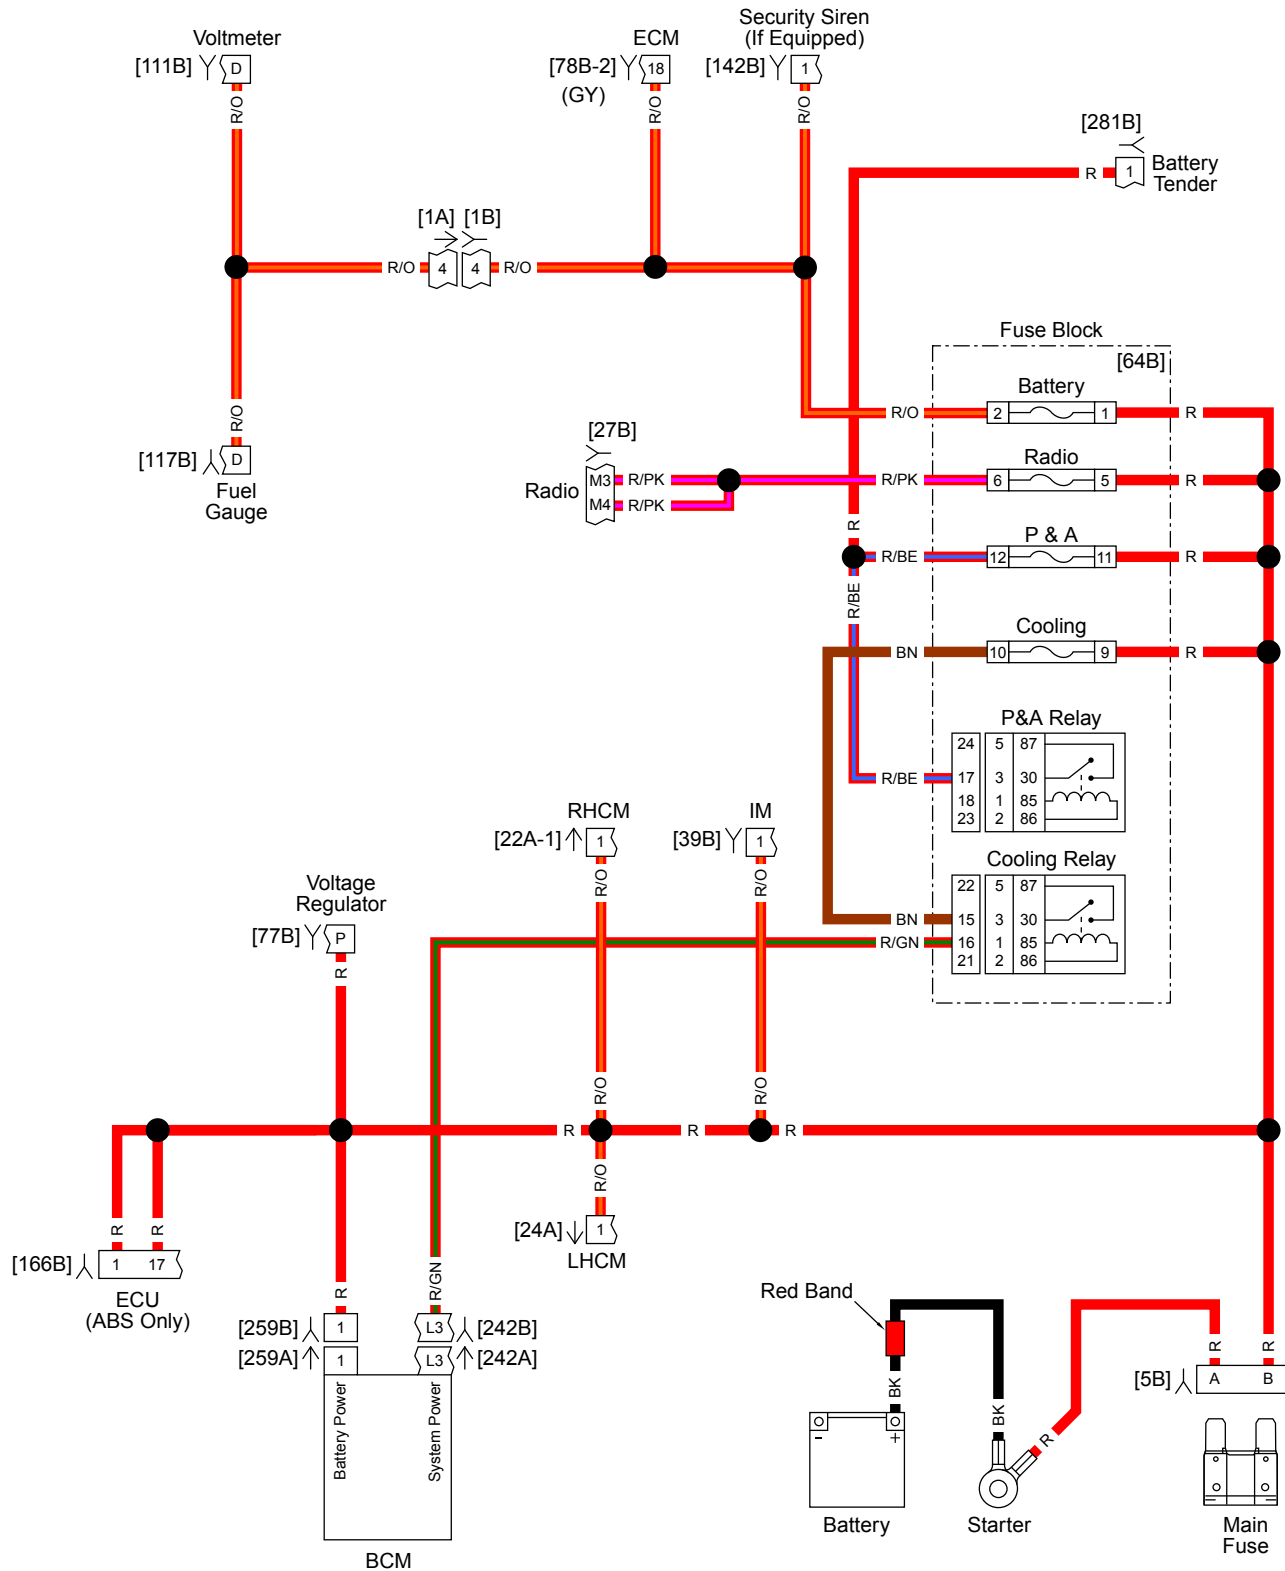 Voltmeter
[111B]
D
R/O
ECM
[78B-2]
18
(GY)
R/O
Security Siren
(If Equipped)
[142B]
1
R/O
[281B]
R
1
Battery
Tender
[1A] [1B]
R/O
4
4
R/O
R/O
[117B]
D
Fuel
Gauge
Fuse Block
[64B]
Battery
R/O
2
1
R
[27B]
Radio
M3
R/PK
M4
R/PK
Radio
R/PK
6
5
R
R
P & A
R/BE
12
11
R
R/BE
Cooling
BN
10
9
R
P&A Relay
24 5 87
R/BE
17 3 30
18 1 85
23 2 86
Cooling Relay
22 5 87
BN
15 3 30
R/GN
16 1 85
21 2 86
RHCM
[22A-1]
1
R/O
IM
[39B]
1
R/O
Voltage
Regulator
[77B]
P
R
R/O
R/O
R
R
R
R/O
[24A]
1
LHCM
R
R
[166B]
1
17
ECU
(ABS Only)
R
R/GN
[259B]
1
L3
[242B]
[259A]
1
L3
[242A]
Battery Power
System Power
BCM
Red Band
BK
BK
R
-
+
Battery
Starter
R
R
[5B]
A
B
Main
Fuse